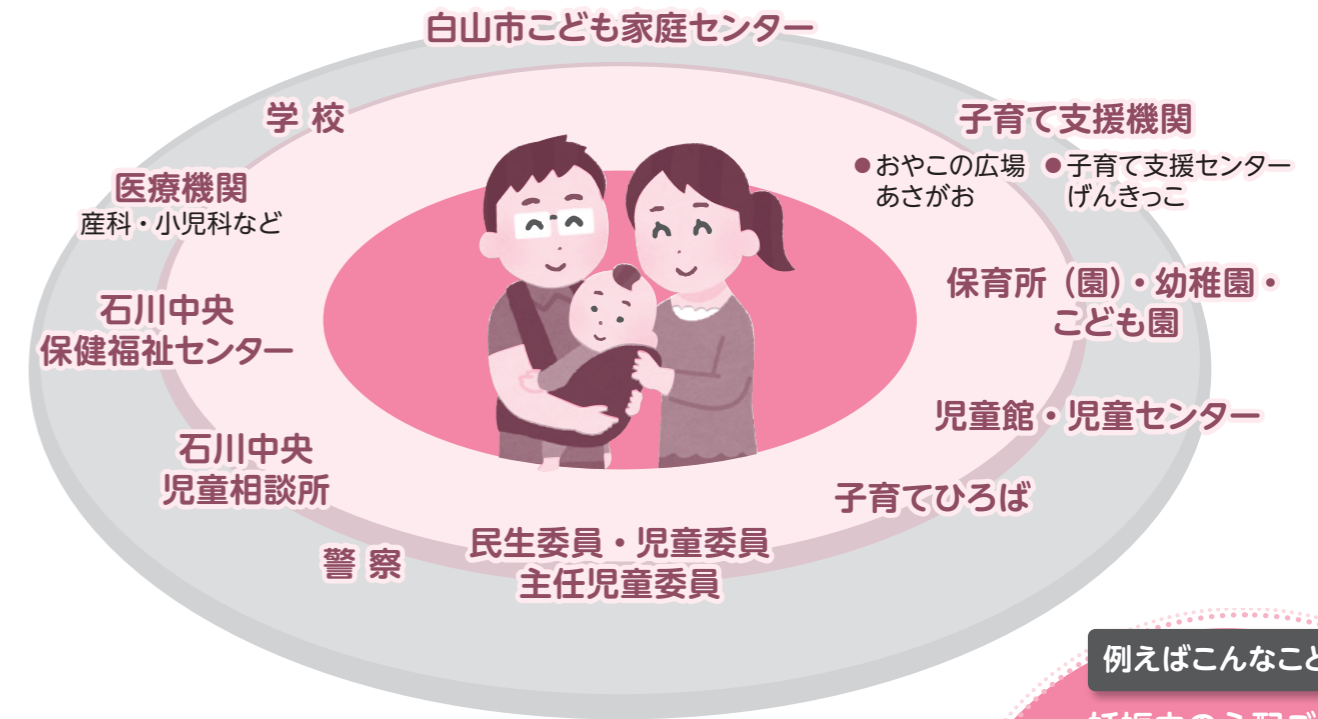 白山市こども家庭センター
学 校
子育て支援機関
●おやこの広場
あさがお
●子育て支援センター
げんきっこ
医療機関
産科・小児科など
保育所（園）・幼稚園・
こども園
石川中央
保健福祉センター
児童館・児童センター
石川中央
児童相談所
子育てひろば
民生委員・児童委員
主任児童委員
警 察
例えばこんなこと